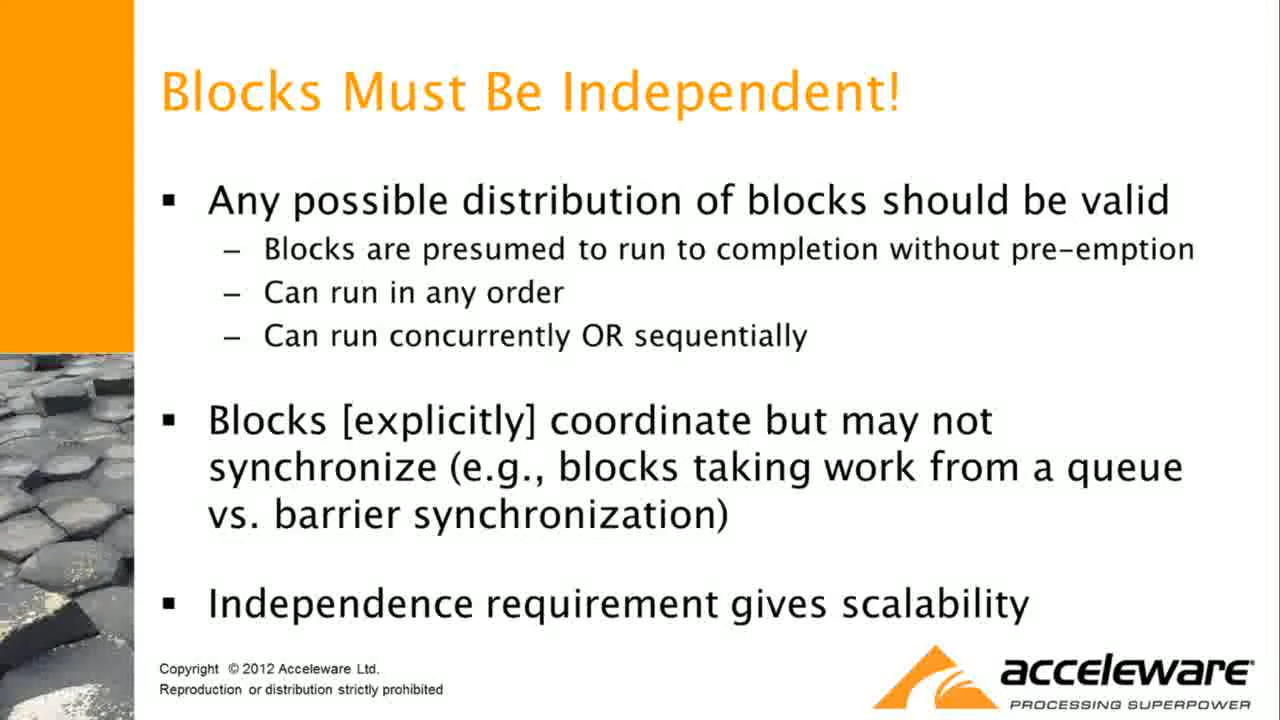 Blocks Must Be Independent!
▪ Any possible distribution of blocks should be valid
– Blocks are presumed to run to completion without pre-emption
– Can run in any order
– Can run concurrently OR sequentially
▪ Blocks [explicitly] coordinate but may not
synchronize (e.g., blocks taking work from a queue
vs. barrier synchronization)
▪ Independence requirement gives scalability
Copyright © 2012 Acceleware Ltd.
Reproduction or distribution strictly prohibited
acceleware
PROCESSING SUPERPOWER